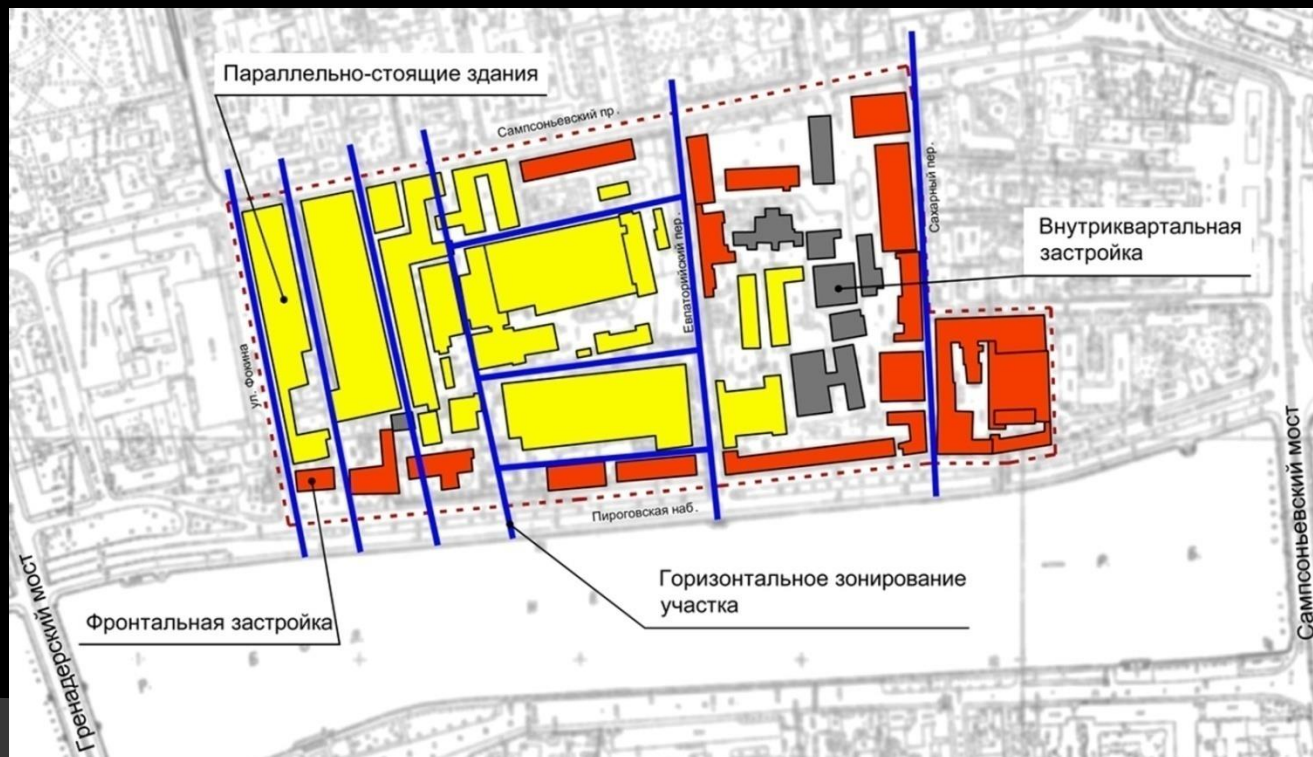 Параллельно-стоящие здания
Сампсоньевский пр.
Сахарный пер.
Внутриквартальная
застройка
Евпаторийский пер.
ул. Фокина
Пироговская наб.
Горизонтальное зонирование
участка
Фронтальная застройка
Гренадерский мост
Сампсоньевский мост